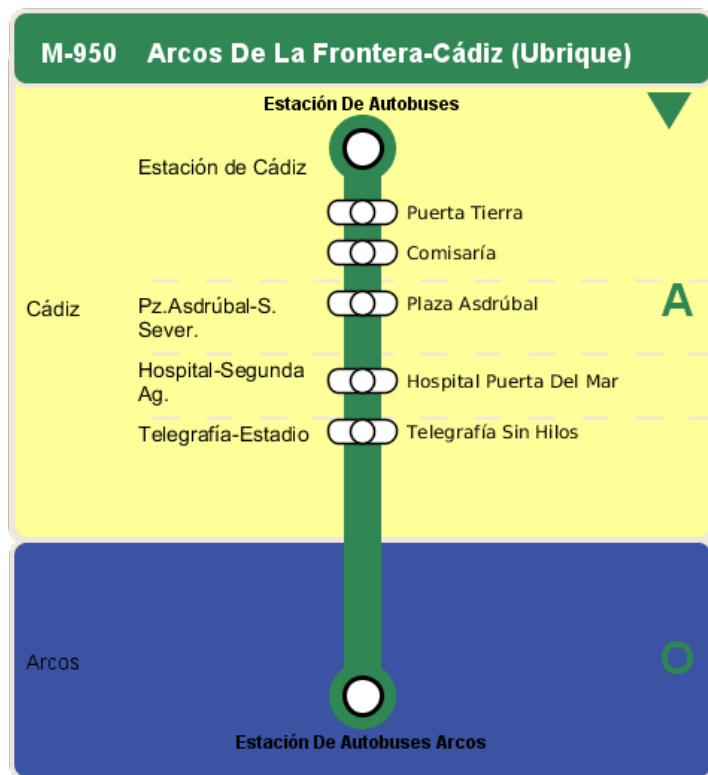 M-950 Arcos De La Frontera-Cádiz (Ubrique)
Estación De Autobuses
Estación de Cádiz
Puerta Tierra
Comisaría
Cádiz
Pz.Asdrúbal-S.
Sever.
Plaza Asdrúbal
A
Hospital-Segunda
Ag.
Hospital Puerta Del Mar
Telegrafía-Estadio
Telegrafía Sin Hilos
Arcos
O
Estación De Autobuses Arcos